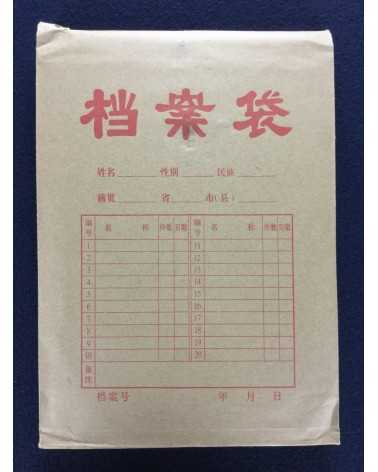 档案袋
姓名 性别 民族
籍贯 省 市(县)
编号 名 称 件数 页数 编号 名 称 件数 页数
1 11
2 12
3 13
4 14
5 15
6 16
7 17
8 18
9 19
10 20
备注
档案号 年 月 日